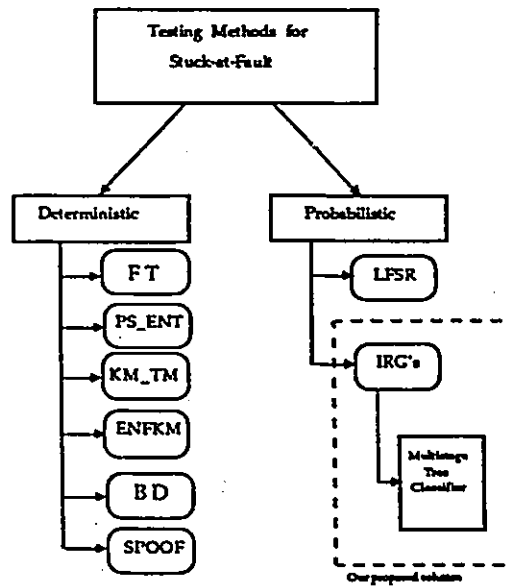 Testing Methods for
Stuck-at-Fault
Deterministic
Probabilistic
FT
LFSR
PS_ENT
IRG's
KM_TM
ENFKM
Multistage
Tree
Classifier
BD
SPOOF
Our proposed